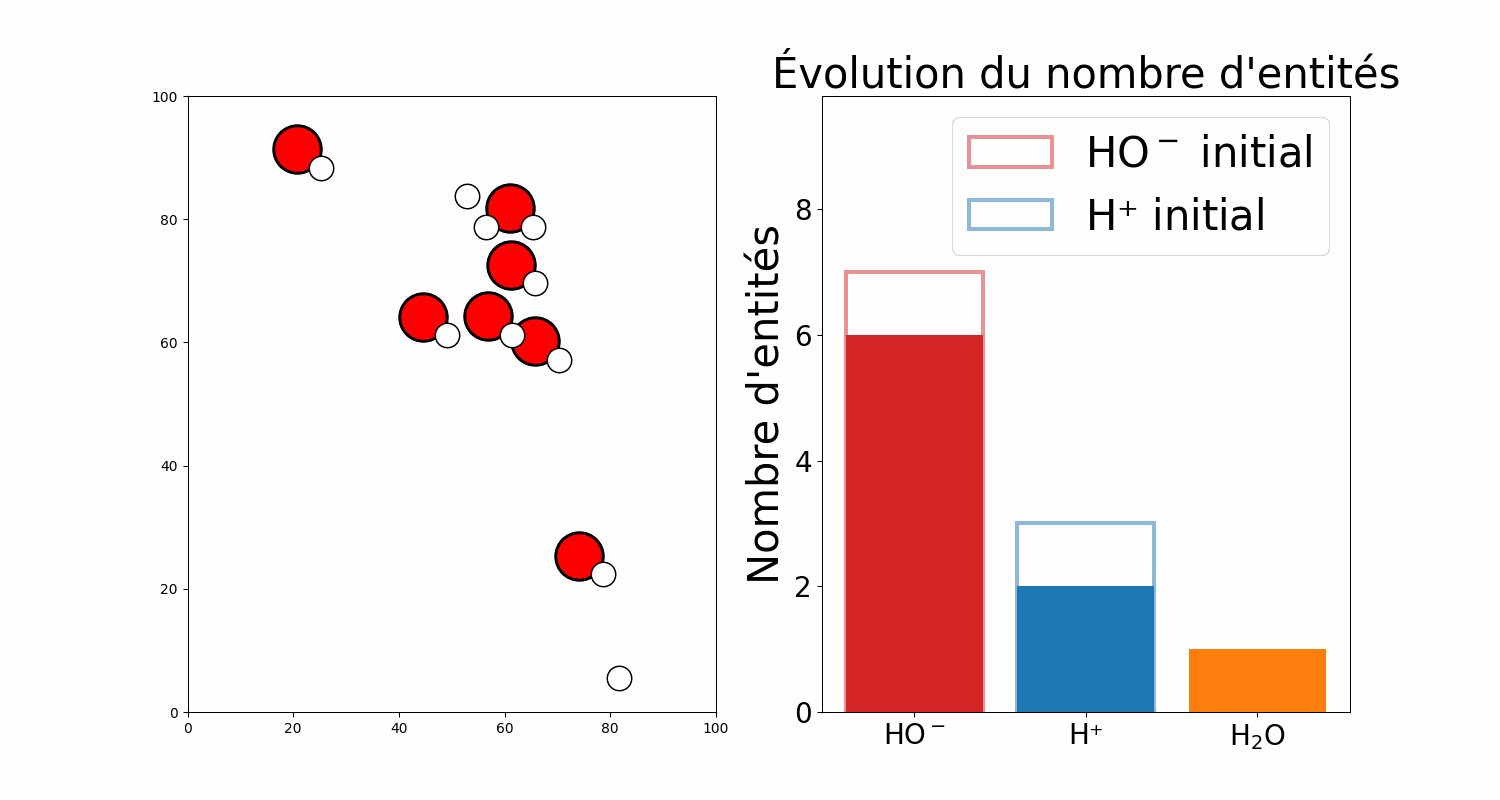 100
80
60
40
20
0
0 20 40 60 80 100
Évolution du nombre d'entités
HO⁻ initial
H⁺ initial
Nombre d'entités
8
6
4
2
0
HO⁻ H⁺ H₂O